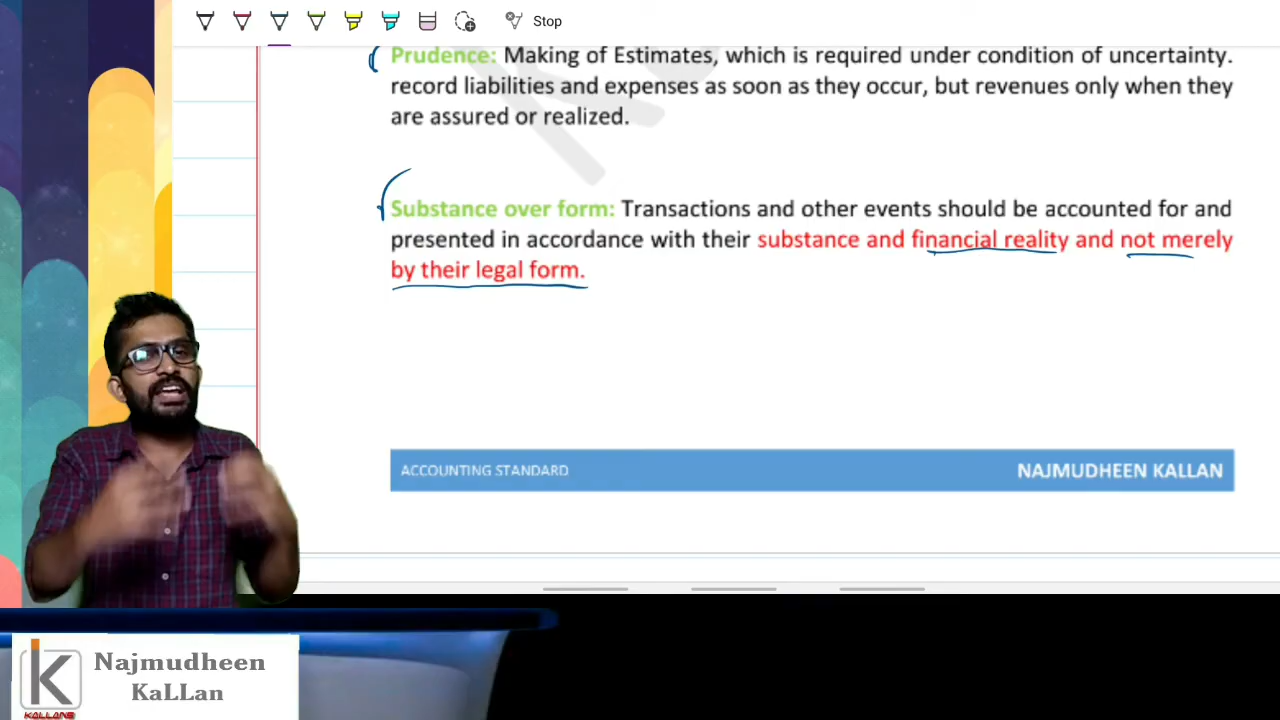 Stop
Prudence: Making of Estimates, which is required under condition of uncertainty.
record liabilities and expenses as soon as they occur, but revenues only when they
are assured or realized.
Substance over form: Transactions and other events should be accounted for and
presented in accordance with their substance and financial reality and not merely
by their legal form.
ACCOUNTING STANDARD
NAJMUDHEEN KALLAN
K
KALLANS
Najmudheen
KaLLan